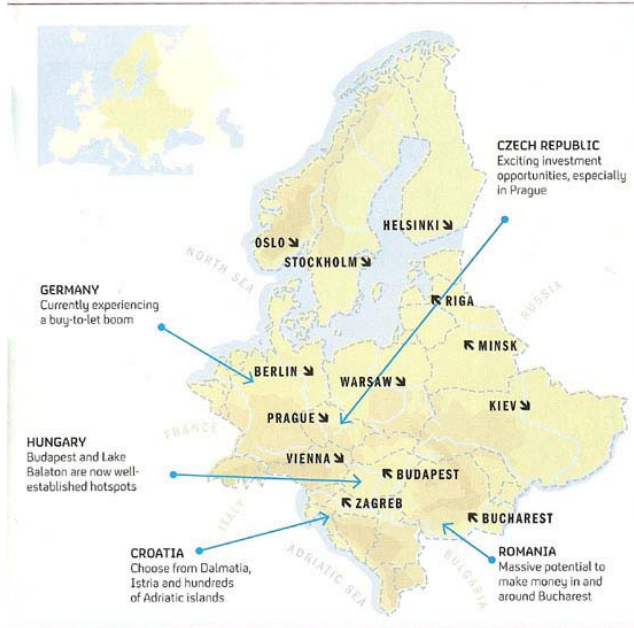 CZECH REPUBLIC
Exciting investment
opportunities, especially
in Prague
HELSINKI
OSLO
STOCKHOLM
NORTH SEA
GERMANY
Currently experiencing
a buy-to-let boom
RIGA
RUSSIA
MINSK
BERLIN
WARSAW
KIEV
PRAGUE
FRANCE
HUNGARY
Budapest and Lake
Balaton are now well-
established hotspots
VIENNA
BUDAPEST
ZAGREB
ITALY
BUCHAREST
CROATIA
Choose from Dalmatia,
Istria and hundreds
of Adriatic islands
ADRIATIC SEA
BULGARIA
ROMANIA
Massive potential to
make money in and
around Bucharest